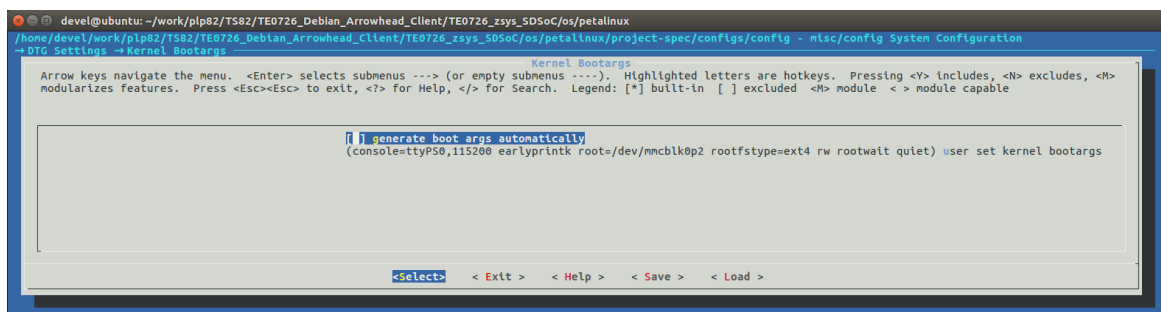 devel@ubuntu: ~/work/plp82/TS82/TE0726_Debian_Arrowhead_Client/TE0726_zsys_SDSoC/os/petalinux
/home/devel/work/plp82/TS82/TE0726_Debian_Arrowhead_Client/TE0726_zsys_SDSoC/os/petalinux/project-spec/configs/config - misc/config System Configuration
→ DTG Settings → Kernel Bootargs
Kernel Bootargs
Arrow keys navigate the menu. <Enter> selects submenus ---> (or empty submenus ----). Highlighted letters are hotkeys. Pressing <Y> includes, <N> excludes, <M>
modularizes features. Press <Esc><Esc> to exit, <?> for Help, </> for Search. Legend: [*] built-in [ ] excluded <M> module < > module capable
[ ] generate boot args automatically
(console=ttyPS0,115200 earlyprintk root=/dev/mmcblk0p2 rootfstype=ext4 rw rootwait quiet) user set kernel bootargs
<Select> < Exit > < Help > < Save > < Load >